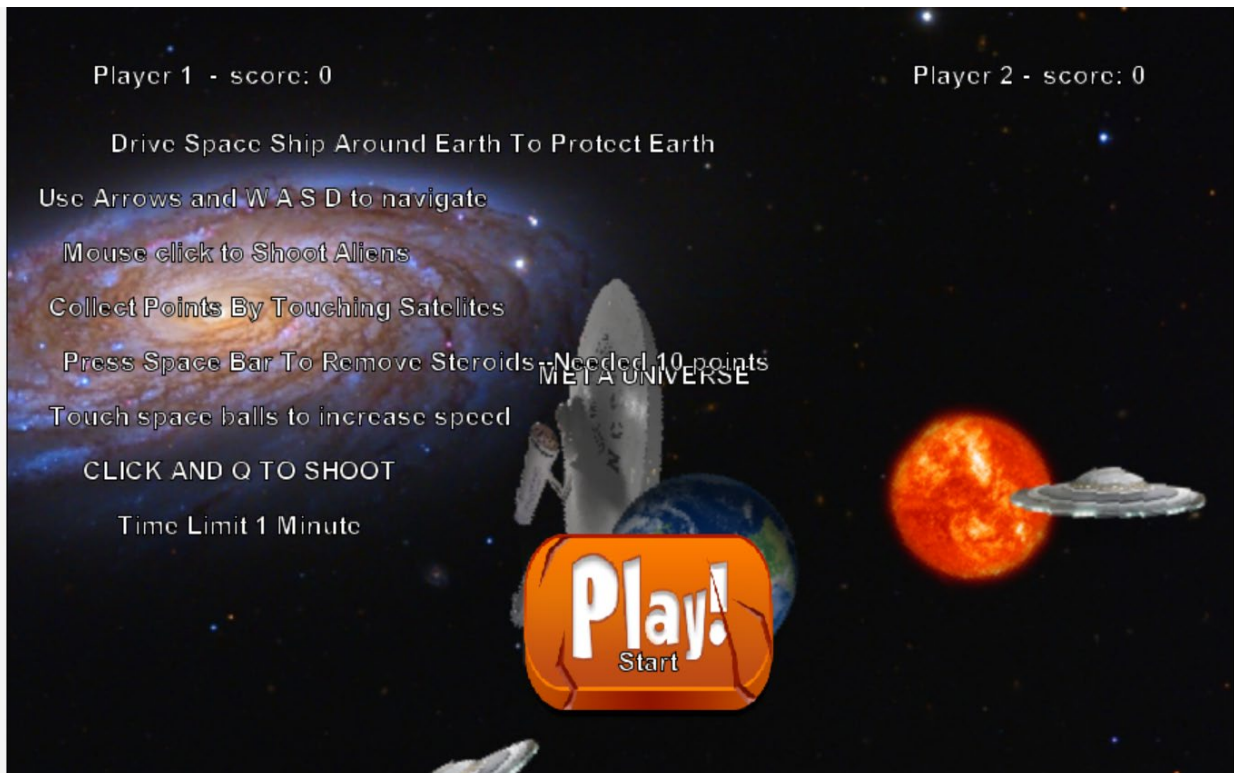 Player 1 - score: 0
Player 2 - score: 0
Drive Space Ship Around Earth To Protect Earth
Use Arrows and W A S D to navigate
Mouse click to Shoot Aliens
Collect Points By Touching Satelites
Press Space Bar To Remove Steroids--Needed 10 points
META UNIVERSE
Touch space balls to increase speed
CLICK AND Q TO SHOOT
Time Limit 1 Minute
Play!
Start